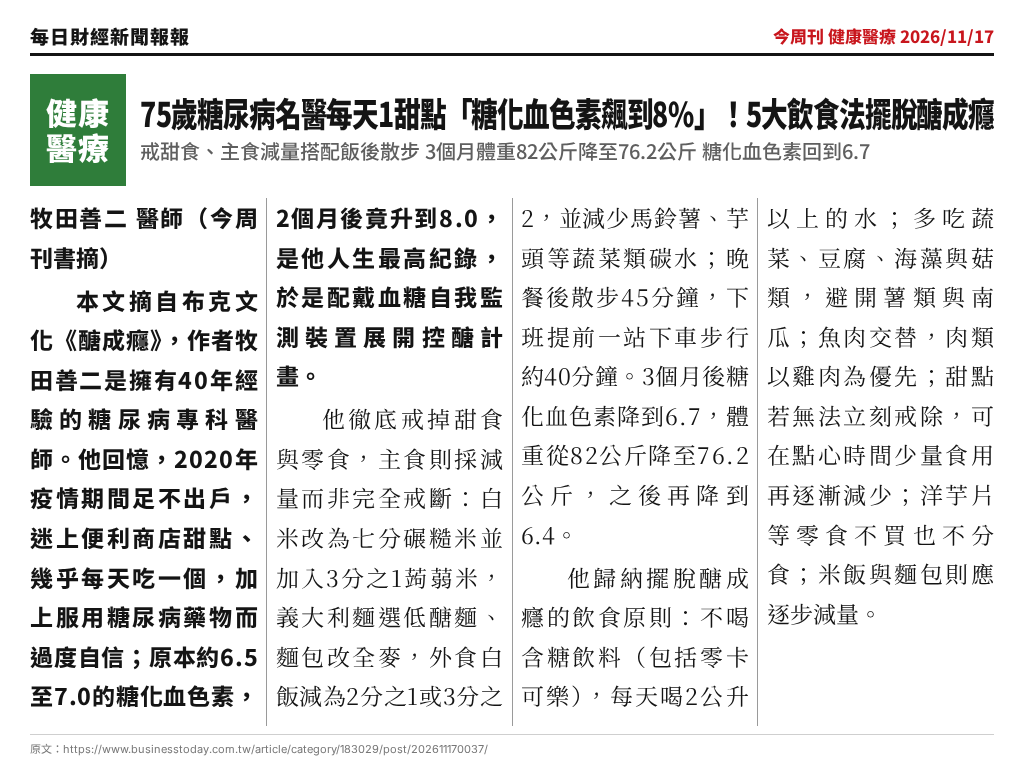 每日財經新聞報報
今周刊 健康醫療 2026/11/17
健康
醫療
75歲糖尿病名醫每天1甜點「糖化血色素飆到8%」！5大飲食法擺脫醣成癮
戒甜食、主食減量搭配飯後散步 3個月體重82公斤降至76.2公斤 糖化血色素回到6.7
牧田善二 醫師（今周
刊書摘）
本文摘自布克文
化《醣成癮》，作者牧
田善二是擁有40年經
驗的糖尿病專科醫
師。他回憶，2020年
疫情期間足不出戶，
迷上便利商店甜點、
幾乎每天吃一個，加
上服用糖尿病藥物而
過度自信；原本約6.5
至7.0的糖化血色素，
2個月後竟升到8.0，
是他人生最高紀錄，
於是配戴血糖自我監
測裝置展開控醣計
畫。
他徹底戒掉甜食
與零食，主食則採減
量而非完全戒斷：白
米改為七分碾糙米並
加入3分之1蒟蒻米，
義大利麵選低醣麵、
麵包改全麥，外食白
飯減為2分之1或3分之
2，並減少馬鈴薯、芋
頭等蔬菜類碳水；晚
餐後散步45分鐘，下
班提前一站下車步行
約40分鐘。3個月後糖
化血色素降到6.7，體
重從82公斤降至76.2
公斤，之後再降到
6.4。
他歸納擺脫醣成
癮的飲食原則：不喝
含糖飲料（包括零卡
可樂），每天喝2公升
以上的水；多吃蔬
菜、豆腐、海藻與菇
類，避開薯類與南
瓜；魚肉交替，肉類
以雞肉為優先；甜點
若無法立刻戒除，可
在點心時間少量食用
再逐漸減少；洋芋片
等零食不買也不分
食；米飯與麵包則應
逐步減量。
原文：https://www.businesstoday.com.tw/article/category/183029/post/202611170037/